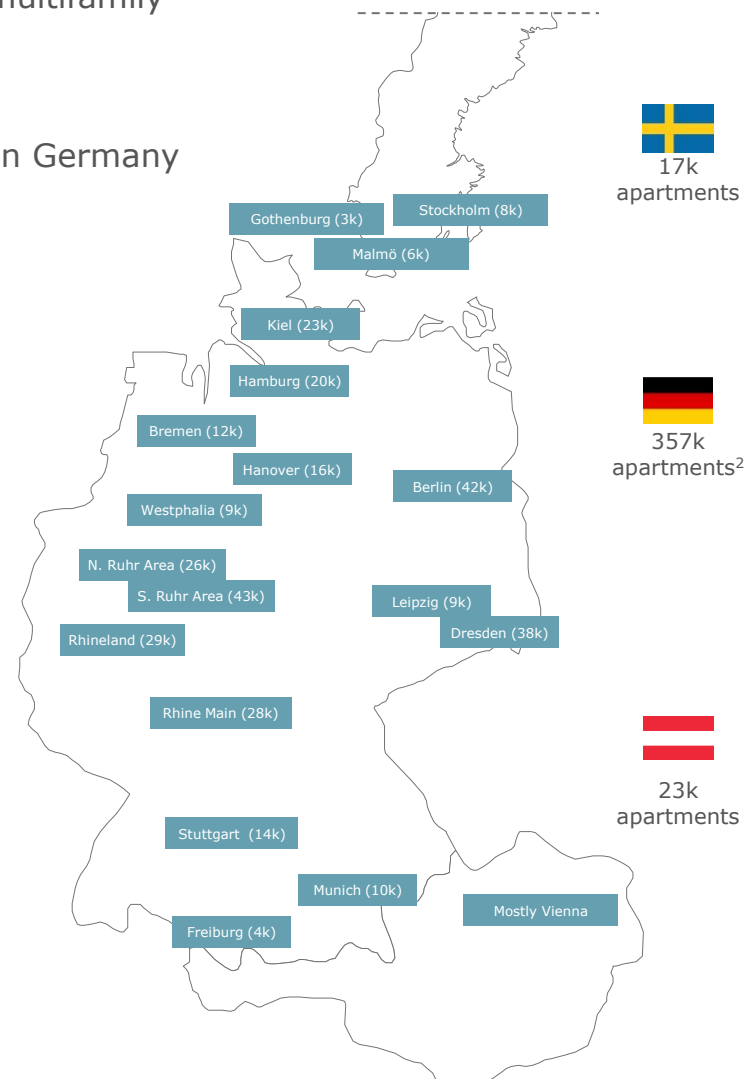 multifamily
n Germany
17k
apartments
Stockholm (8k)
Gothenburg (3k)
Malmö (6k)
Kiel (23k)
Hamburg (20k)
357k
apartments²
Bremen (12k)
Hanover (16k)
Berlin (42k)
Westphalia (9k)
N. Ruhr Area (26k)
S. Ruhr Area (43k)
Leipzig (9k)
Dresden (38k)
Rhineland (29k)
Rhine Main (28k)
23k
apartments
Stuttgart (14k)
Munich (10k)
Mostly Vienna
Freiburg (4k)